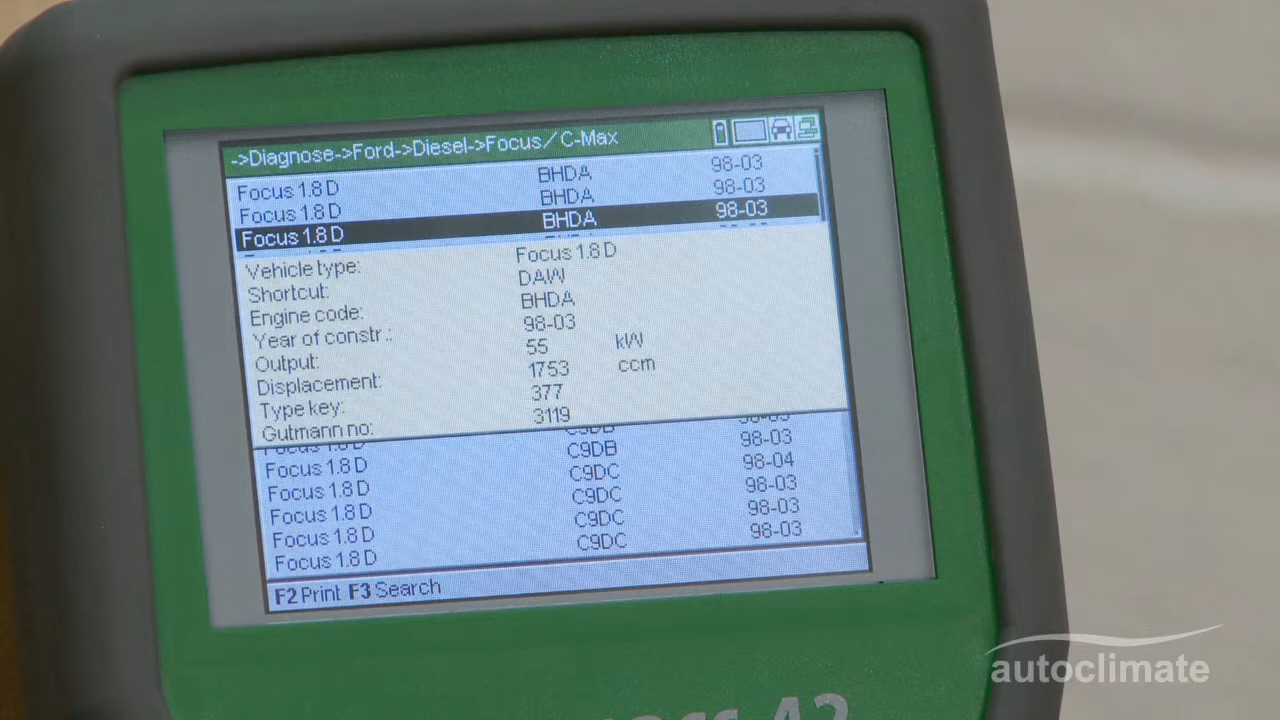 ->Diagnose->Ford->Diesel->Focus/C-Max
Focus 1.8 D BHDA 98-03
Focus 1.8 D BHDA 98-03
Focus 1.8 D BHDA 98-03
Vehicle type: Focus 1.8 D
Shortcut: DAW
Engine code: BHDA
Year of constr.: 98-03
Output: 55 kW
Displacement: 1753 ccm
Type key: 377
Gutmann no: 3119
Focus 1.8 D C9DB 98-03
Focus 1.8 D C9DC 98-04
Focus 1.8 D C9DC 98-03
Focus 1.8 D C9DC 98-03
Focus 1.8 D C9DC 98-03
F2 Print F3 Search
autoclimate